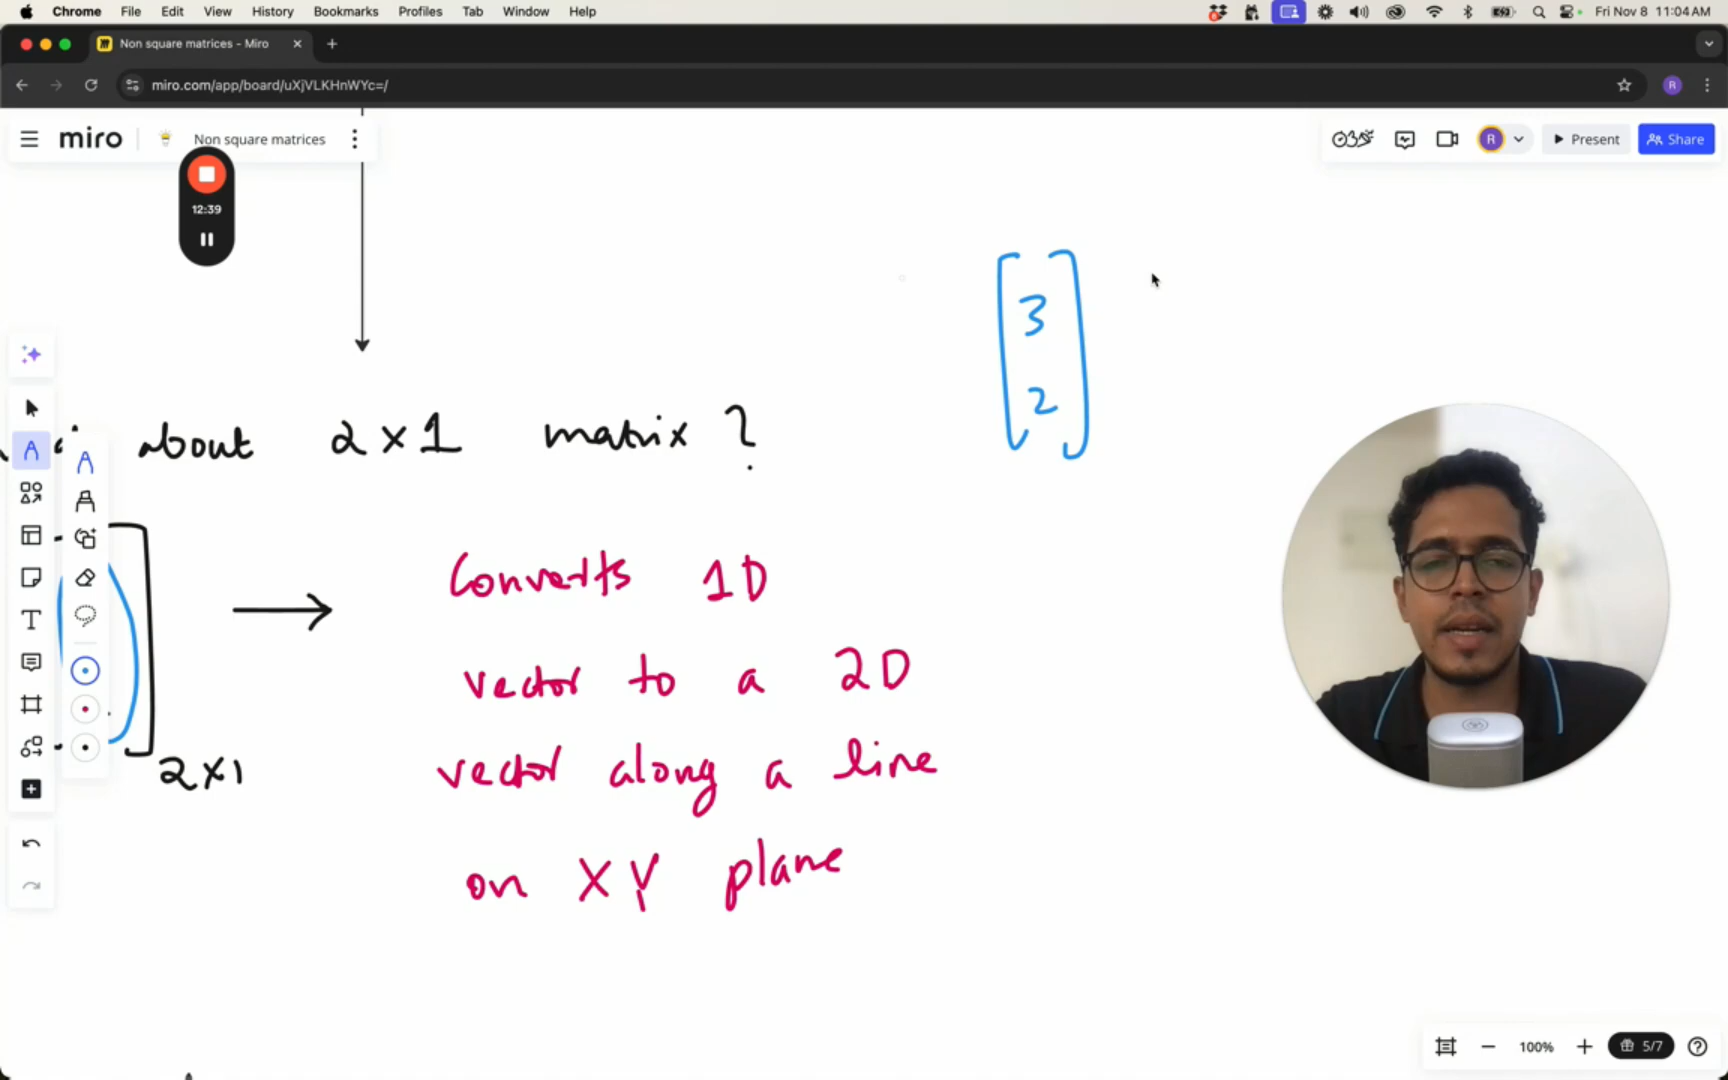 Chrome File Edit View History Bookmarks Profiles Tab Window Help Fri Nov 8 11:04 AM
Non square matrices - Miro
miro.com/app/board/uXjVLKHnWYc=/
miro Non square matrices R Present Share
12:39
3
2
about 2 x 1 matrix ?
Converts 1D
vector to a 2D
vector along a line
2x1
on XY plane
100% 5/7